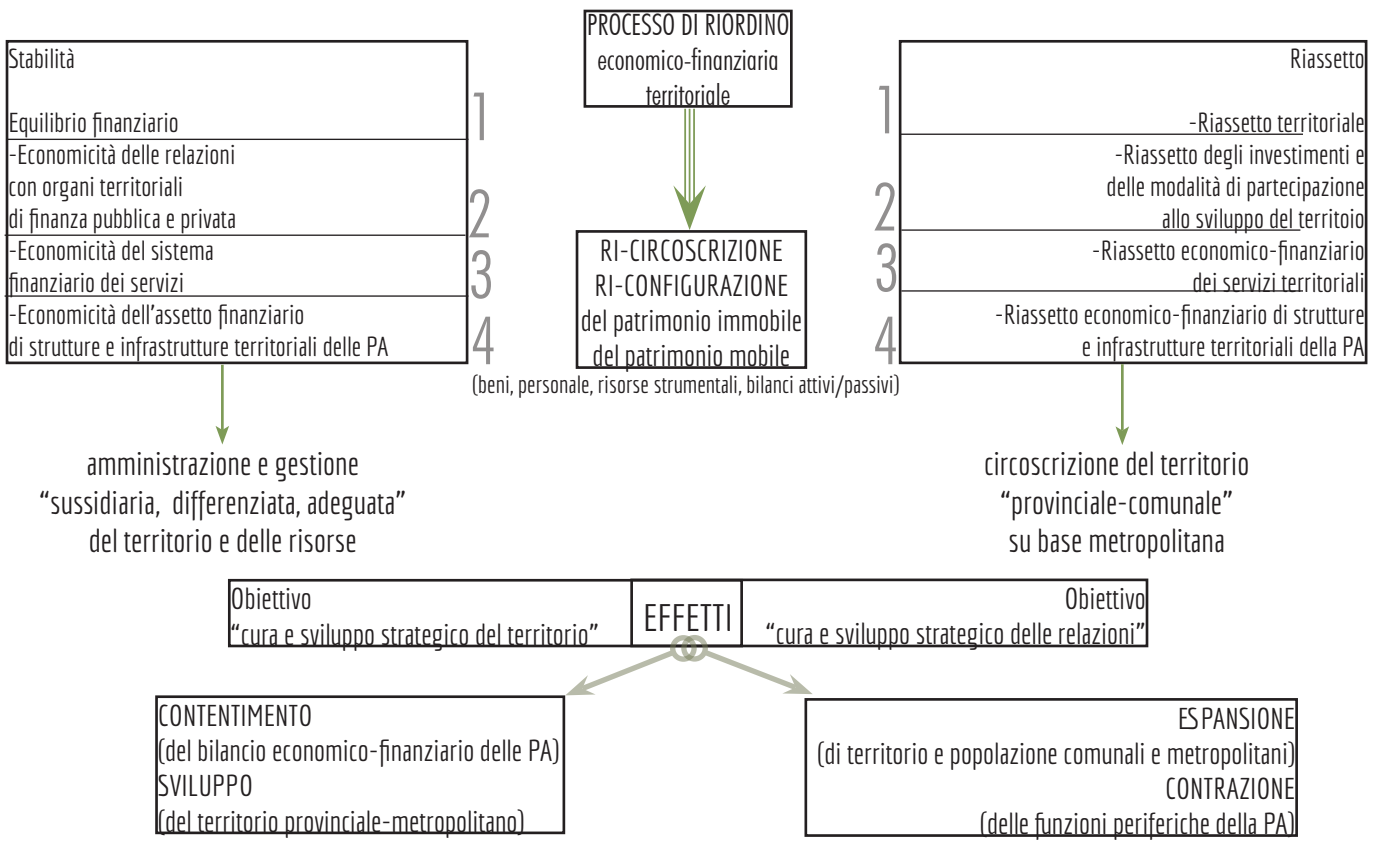 PROCESSO DI RIORDINO
economico-finanziaria
territoriale
Stabilità
Equilibrio finanziario
1
-Economicità delle relazioni
con organi territoriali
di finanza pubblica e privata
2
-Economicità del sistema
finanziario dei servizi
3
-Economicità dell'assetto finanziario
di strutture e infrastrutture territoriali delle PA
4
RI-CIRCOSCRIZIONE
RI-CONFIGURAZIONE
del patrimonio immobile
del patrimonio mobile
(beni, personale, risorse strumentali, bilanci attivi/passivi)
Riassetto
1
-Riassetto territoriale
-Riassetto degli investimenti e
delle modalità di partecipazione
2
allo sviluppo del territoio
-Riassetto economico-finanziario
3
dei servizi territoriali
-Riassetto economico-finanziario di strutture
4
e infrastrutture territoriali della PA
amministrazione e gestione
“sussidiaria, differenziata, adeguata”
del territorio e delle risorse
circoscrizione del territorio
“provinciale-comunale”
su base metropolitana
Obiettivo
“cura e sviluppo strategico del territorio”
EFFETTI
Obiettivo
“cura e sviluppo strategico delle relazioni”
CONTENTIMENTO
(del bilancio economico-finanziario delle PA)
SVILUPPO
(del territorio provinciale-metropolitano)
ESPANSIONE
(di territorio e popolazione comunali e metropolitani)
CONTRAZIONE
(delle funzioni periferiche della PA)